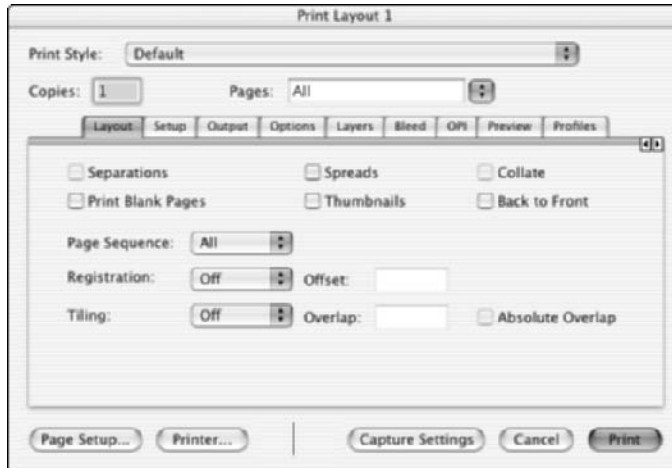 Print Layout 1
Print Style: Default
Copies: 1 Pages: All
Layout Setup Output Options Layers Bleed OPI Preview Profiles
Separations Spreads Collate
Print Blank Pages Thumbnails Back to Front
Page Sequence: All
Registration: Off Offset:
Tiling: Off Overlap: Absolute Overlap
Page Setup... Printer... Capture Settings Cancel Print